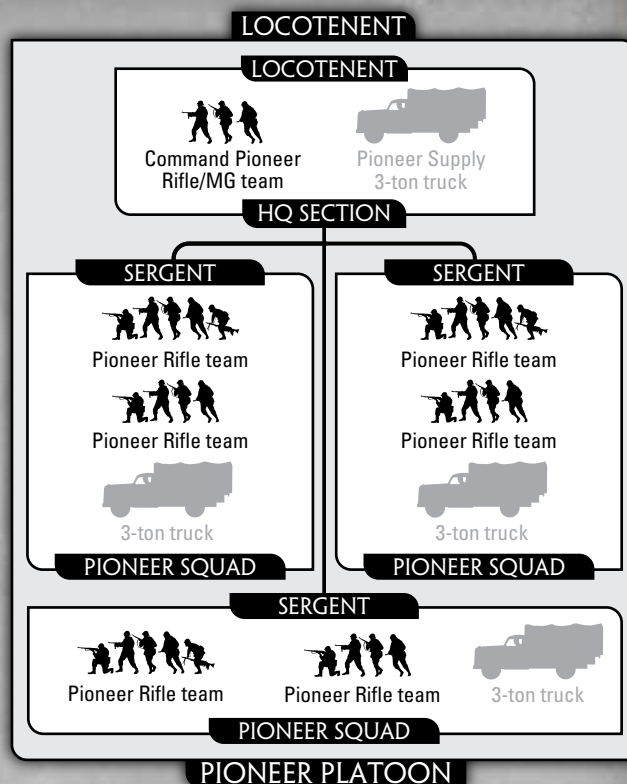 LOCOTENENT
LOCOTENENT
Command Pioneer
Rifle/MG team
Pioneer Supply
3-ton truck
HQ SECTION
SERGENT
Pioneer Rifle team
Pioneer Rifle team
3-ton truck
PIONEER SQUAD
SERGENT
Pioneer Rifle team
Pioneer Rifle team
3-ton truck
PIONEER SQUAD
SERGENT
Pioneer Rifle team
Pioneer Rifle team
3-ton truck
PIONEER SQUAD
PIONEER PLATOON